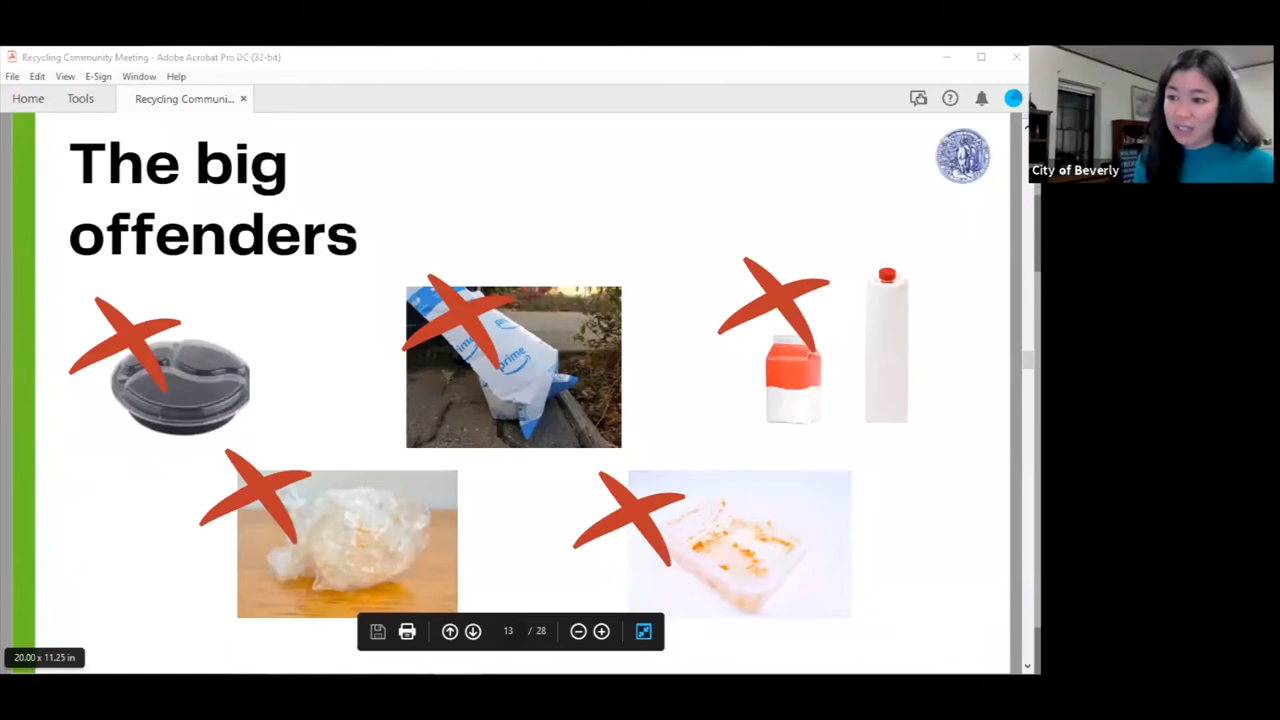 Recycling Community Meeting - Adobe Acrobat Pro DC (32-bit)
File Edit View E-Sign Window Help
Home Tools Recycling Communi...
The big
offenders
City of Beverly
prime
prime
prime
13 / 28
20.00 x 11.25 in